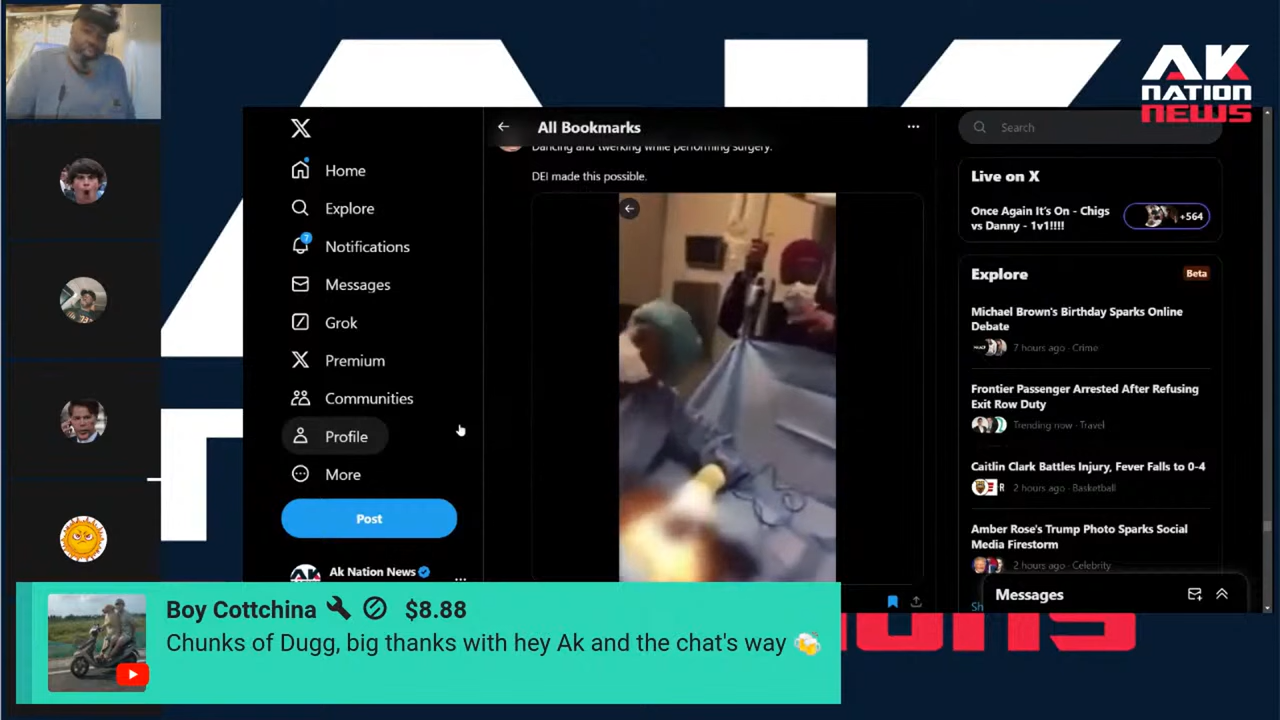 AK
NATION
NEWS
Home
Explore
7
Notifications
Messages
Grok
Premium
Communities
Profile
More
Post
Ak Nation News
All Bookmarks
Dancing and twerking while performing surgery.
DEI made this possible.
Search
Live on X
Once Again It's On - Chigs
vs Danny - 1v1!!!!
+564
Explore
Beta
Michael Brown's Birthday Sparks Online
Debate
7 hours ago · Crime
Frontier Passenger Arrested After Refusing
Exit Row Duty
Trending now · Travel
Caitlin Clark Battles Injury, Fever Falls to 0-4
2 hours ago · Basketball
Amber Rose's Trump Photo Sparks Social
Media Firestorm
2 hours ago · Celebrity
Sh
Messages
Boy Cottchina $8.88
Chunks of Dugg, big thanks with hey Ak and the chat's way